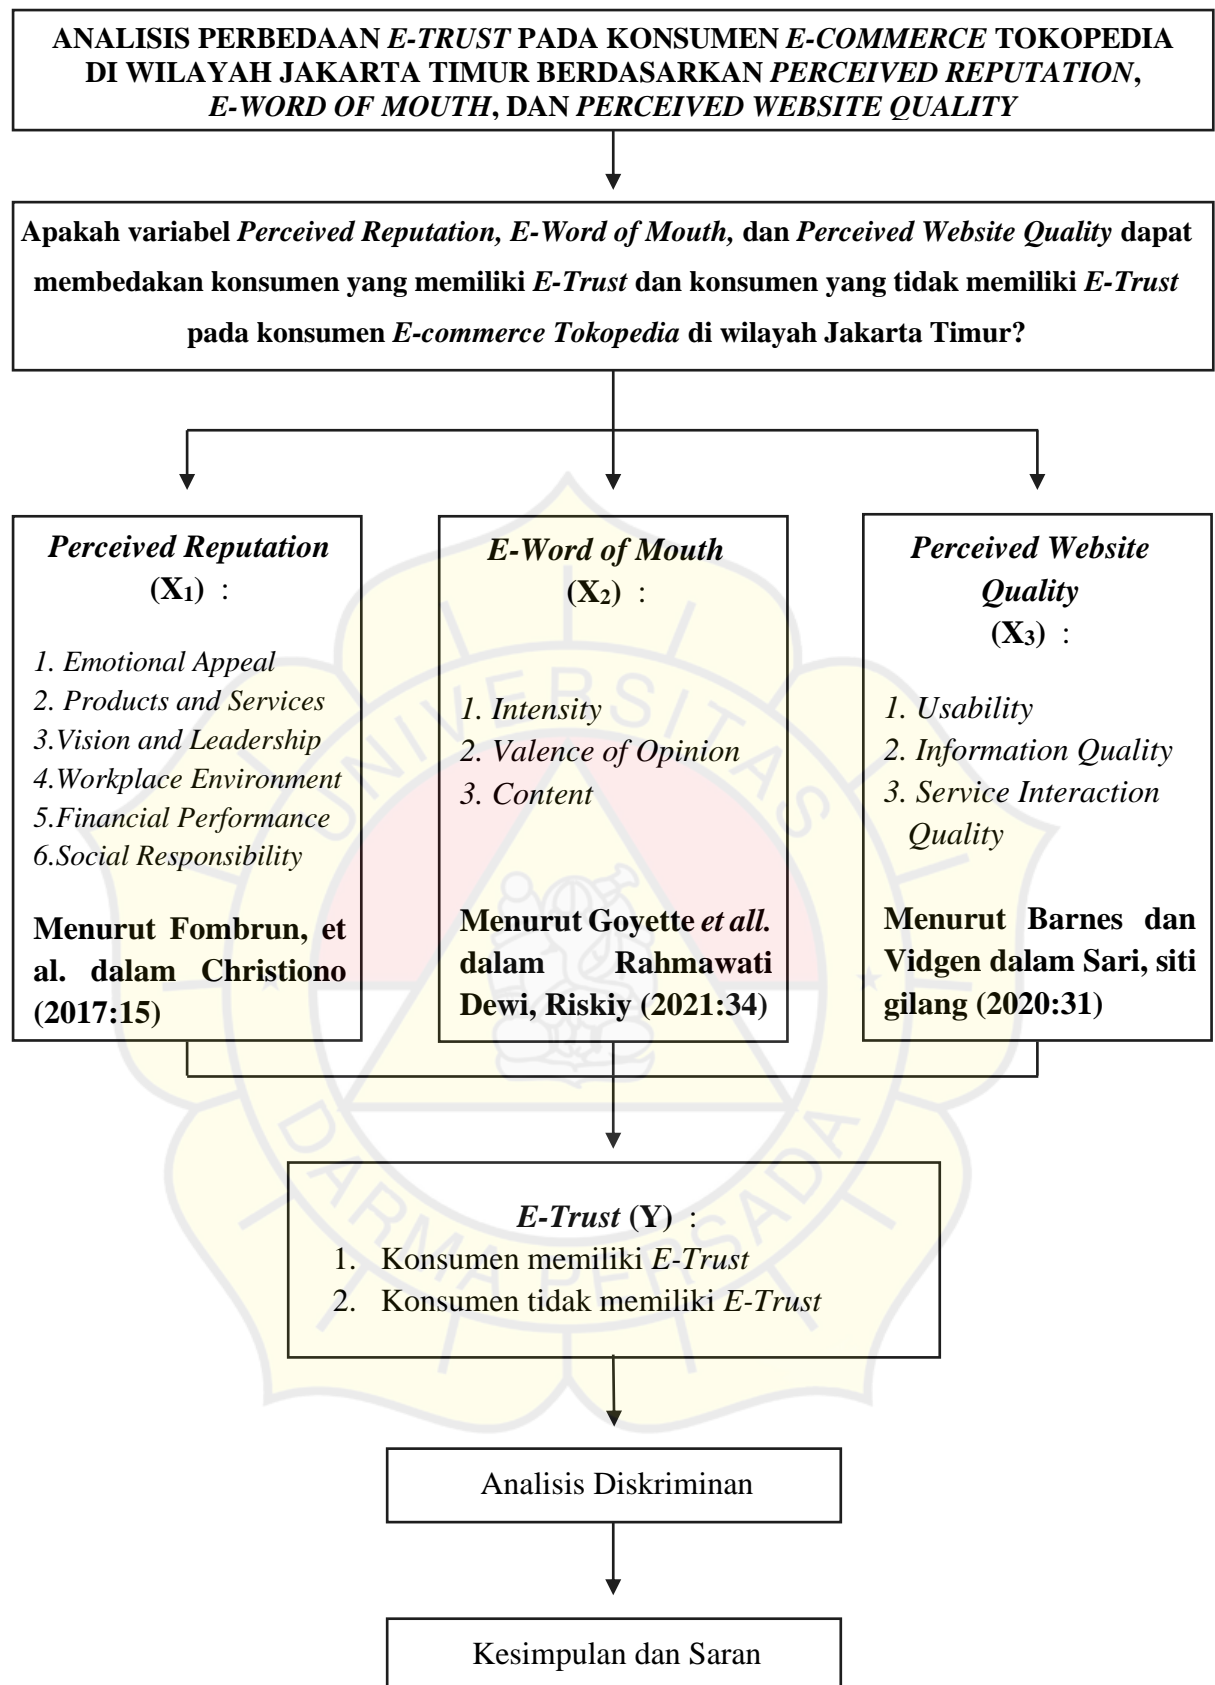 ANALISIS PERBEDAAN E-TRUST PADA KONSUMEN E-COMMERCE TOKOPEDIA
DI WILAYAH JAKARTA TIMUR BERDASARKAN PERCEIVED REPUTATION,
E-WORD OF MOUTH, DAN PERCEIVED WEBSITE QUALITY
Apakah variabel Perceived Reputation, E-Word of Mouth, dan Perceived Website Quality dapat
membedakan konsumen yang memiliki E-Trust dan konsumen yang tidak memiliki E-Trust
pada konsumen E-commerce Tokopedia di wilayah Jakarta Timur?
Perceived Reputation
(X1) :
1. Emotional Appeal
2. Products and Services
3.Vision and Leadership
4.Workplace Environment
5.Financial Performance
6.Social Responsibility
Menurut Fombrun, et
al. dalam Christiono
(2017:15)
E-Word of Mouth
(X2) :
1. Intensity
2. Valence of Opinion
3. Content
Menurut Goyette et all.
dalam Rahmawati
Dewi, Riskiy (2021:34)
Perceived Website
Quality
(X3) :
1. Usability
2. Information Quality
3. Service Interaction
Quality
Menurut Barnes dan
Vidgen dalam Sari, siti
gilang (2020:31)
E-Trust (Y) :
1. Konsumen memiliki E-Trust
2. Konsumen tidak memiliki E-Trust
Analisis Diskriminan
Kesimpulan dan Saran
UNIVERSITAS
DARMA PERSADA